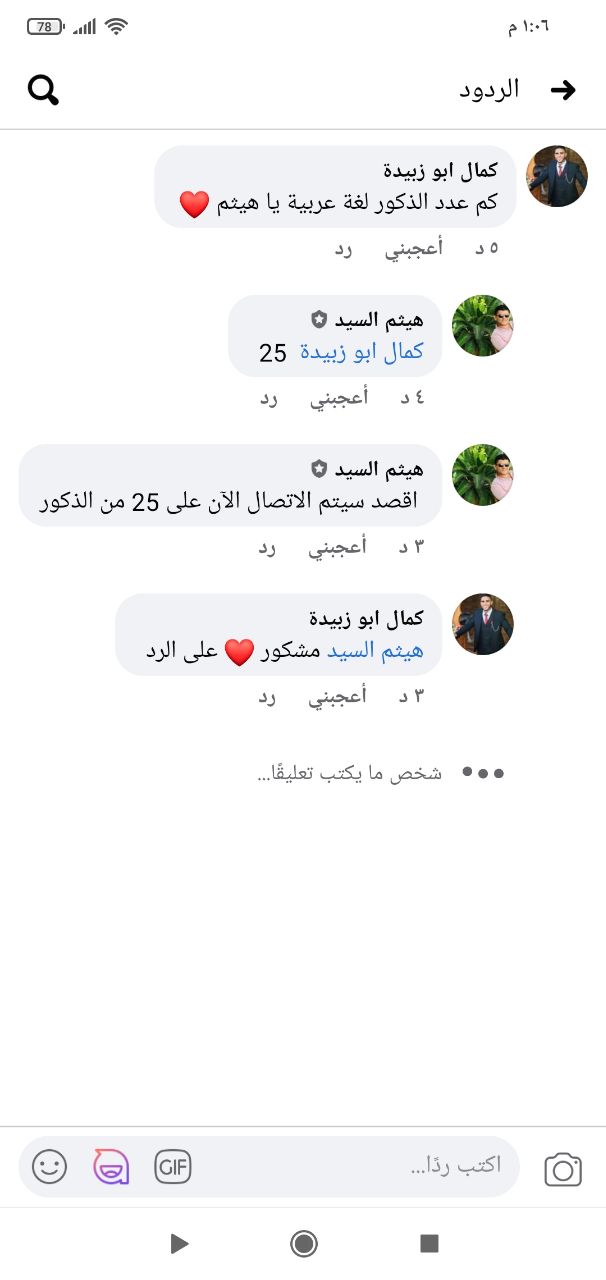 78
١:٠٦ م
الردود
كمال ابو زبيدة
كم عدد الذكور لغة عربية يا هيثم ❤️
٥ د أعجبني رد
هيثم السيد
كمال ابو زبيدة 25
٤ د أعجبني رد
هيثم السيد
اقصد سيتم الاتصال الآن على 25 من الذكور
٣ د أعجبني رد
كمال ابو زبيدة
هيثم السيد مشكور ❤️ على الرد
٣ د أعجبني رد
شخص ما يكتب تعليقًا...
اكتب ردًا...
GIF